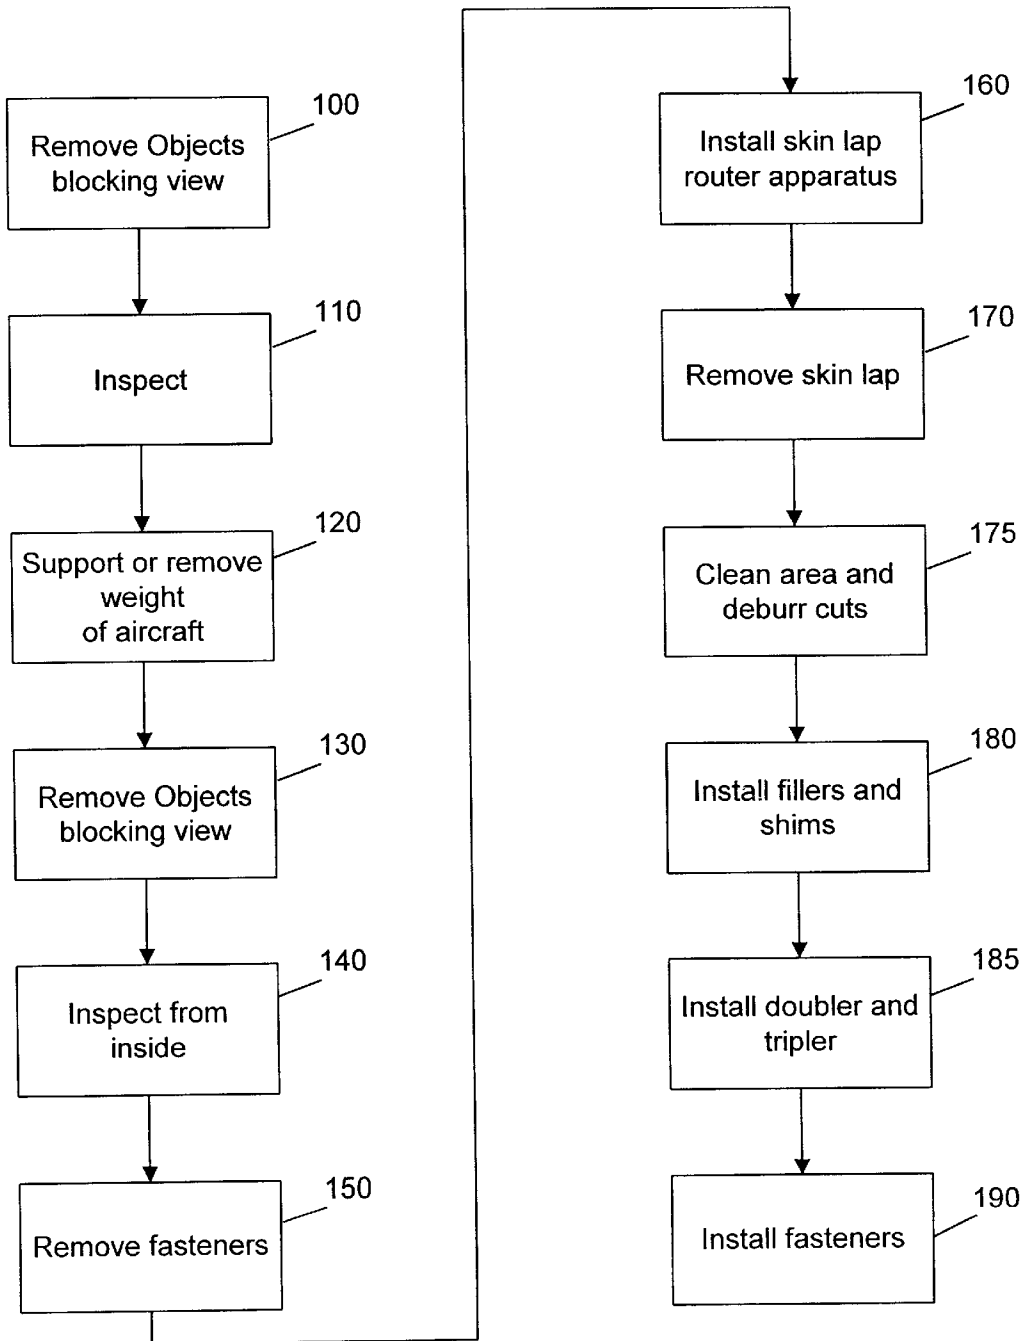 100
Remove Objects
blocking view
110
Inspect
120
Support or remove
weight
of aircraft
130
Remove Objects
blocking view
140
Inspect from
inside
150
Remove fasteners
160
Install skin lap
router apparatus
170
Remove skin lap
175
Clean area and
deburr cuts
180
Install fillers and
shims
185
Install doubler and
tripler
190
Install fasteners